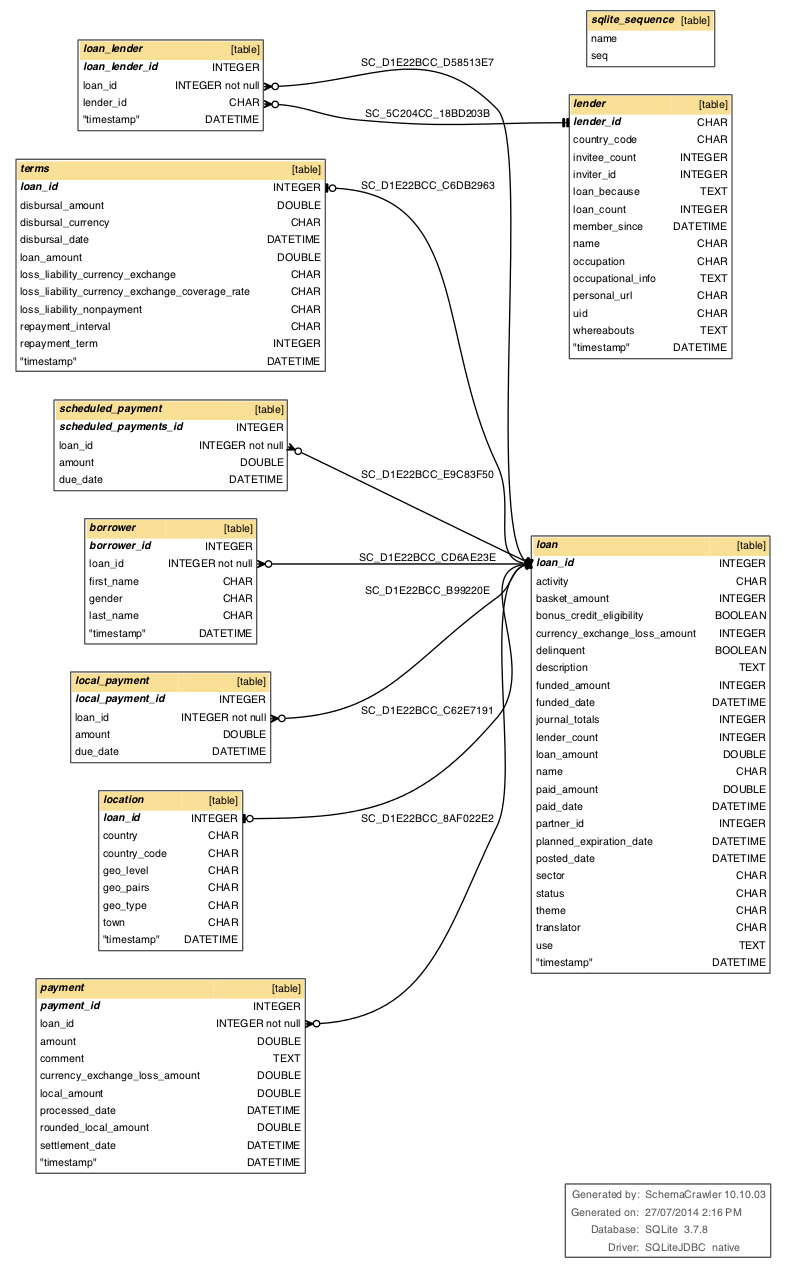 sqlite_sequence [table]
name
seq
loan_lender [table]
loan_lender_id INTEGER
loan_id INTEGER not null
lender_id CHAR
"timestamp" DATETIME
SC_D1E22BCC_D58513E7
SC_5C204CC_18BD203B
lender [table]
lender_id CHAR
country_code CHAR
invitee_count INTEGER
inviter_id INTEGER
loan_because TEXT
loan_count INTEGER
member_since DATETIME
name CHAR
occupation CHAR
occupational_info TEXT
personal_url CHAR
uid CHAR
whereabouts TEXT
"timestamp" DATETIME
terms [table]
loan_id INTEGER
disbursal_amount DOUBLE
disbursal_currency CHAR
disbursal_date DATETIME
loan_amount DOUBLE
loss_liability_currency_exchange CHAR
loss_liability_currency_exchange_coverage_rate CHAR
loss_liability_nonpayment CHAR
repayment_interval CHAR
repayment_term INTEGER
"timestamp" DATETIME
SC_D1E22BCC_C6DB2963
scheduled_payment [table]
scheduled_payments_id INTEGER
loan_id INTEGER not null
amount DOUBLE
due_date DATETIME
SC_D1E22BCC_E9C83F50
borrower [table]
borrower_id INTEGER
loan_id INTEGER not null
first_name CHAR
gender CHAR
last_name CHAR
"timestamp" DATETIME
SC_D1E22BCC_CD6AE23E
SC_D1E22BCC_B99220E
loan [table]
loan_id INTEGER
activity CHAR
basket_amount INTEGER
bonus_credit_eligibility BOOLEAN
currency_exchange_loss_amount INTEGER
delinquent BOOLEAN
description TEXT
funded_amount INTEGER
funded_date DATETIME
journal_totals INTEGER
lender_count INTEGER
loan_amount DOUBLE
name CHAR
paid_amount DOUBLE
paid_date DATETIME
partner_id INTEGER
planned_expiration_date DATETIME
posted_date DATETIME
sector CHAR
status CHAR
theme CHAR
translator CHAR
use TEXT
"timestamp" DATETIME
local_payment [table]
local_payment_id INTEGER
loan_id INTEGER not null
amount DOUBLE
due_date DATETIME
SC_D1E22BCC_C62E7191
location [table]
loan_id INTEGER
country CHAR
country_code CHAR
geo_level CHAR
geo_pairs CHAR
geo_type CHAR
town CHAR
"timestamp" DATETIME
SC_D1E22BCC_8AF022E2
payment [table]
payment_id INTEGER
loan_id INTEGER not null
amount DOUBLE
comment TEXT
currency_exchange_loss_amount DOUBLE
local_amount DOUBLE
processed_date DATETIME
rounded_local_amount DOUBLE
settlement_date DATETIME
"timestamp" DATETIME
Generated by: SchemaCrawler 10.10.03
Generated on: 27/07/2014 2:16 PM
Database: SQLite 3.7.8
Driver: SQLiteJDBC native